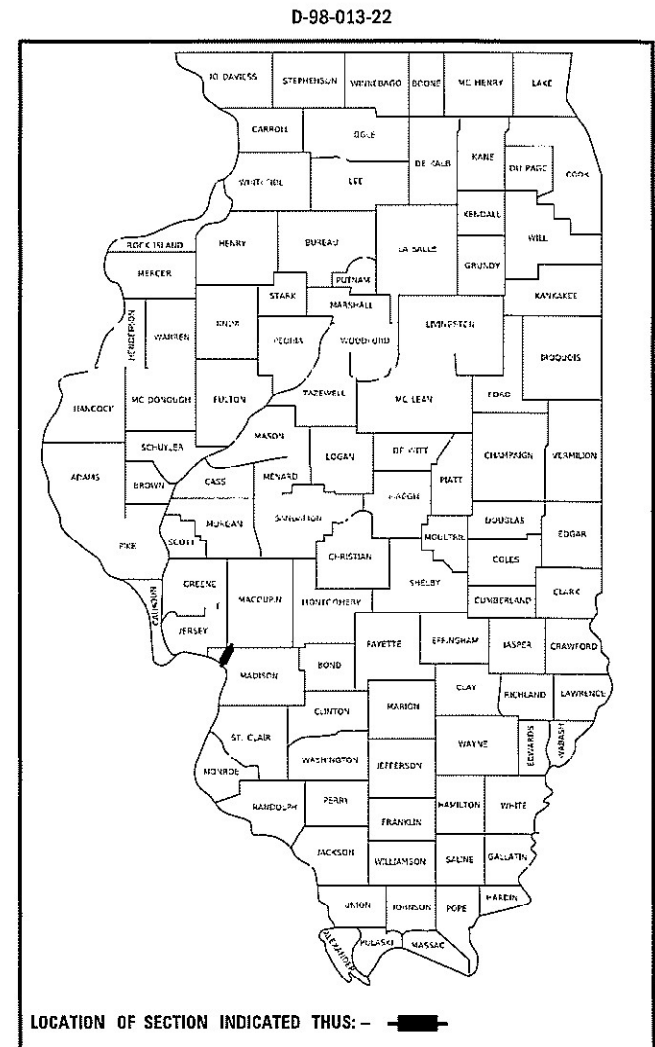 D-98-013-22
JO DAVIESS STEPHENSON WINNEBAGO BOONE MC HENRY LAKE
CARROLL OGLE DE KALB KANE DU PAGE COOK
WHITESIDE LEE
KENDALL WILL
ROCK ISLAND HENRY BUREAU LA SALLE GRUNDY
MERCER PUTNAM KANKAKEE
STARK MARSHALL
HENDERSON WARREN KNOX PEORIA WOODFORD LIVINGSTON IROQUOIS
HANCOCK MC DONOUGH FULTON TAZEWELL MC LEAN FORD
MASON
SCHUYLER LOGAN DE WITT CHAMPAIGN VERMILION
ADAMS BROWN CASS MENARD PIATT
MACON
MORGAN SANGAMON DOUGLAS EDGAR
PIKE SCOTT CHRISTIAN MOULTRIE COLES
SHELBY
GREENE MACOUPIN MONTGOMERY CUMBERLAND CLARK
CALHOUN JERSEY FAYETTE EFFINGHAM JASPER CRAWFORD
MADISON BOND
CLAY RICHLAND LAWRENCE
CLINTON MARION
ST. CLAIR WAYNE EDWARDS WABASH
MONROE WASHINGTON JEFFERSON
RANDOLPH PERRY HAMILTON WHITE
FRANKLIN
JACKSON WILLIAMSON SALINE GALLATIN
UNION JOHNSON POPE HARDIN
ALEXANDER PULASKI MASSAC
LOCATION OF SECTION INDICATED THUS: -